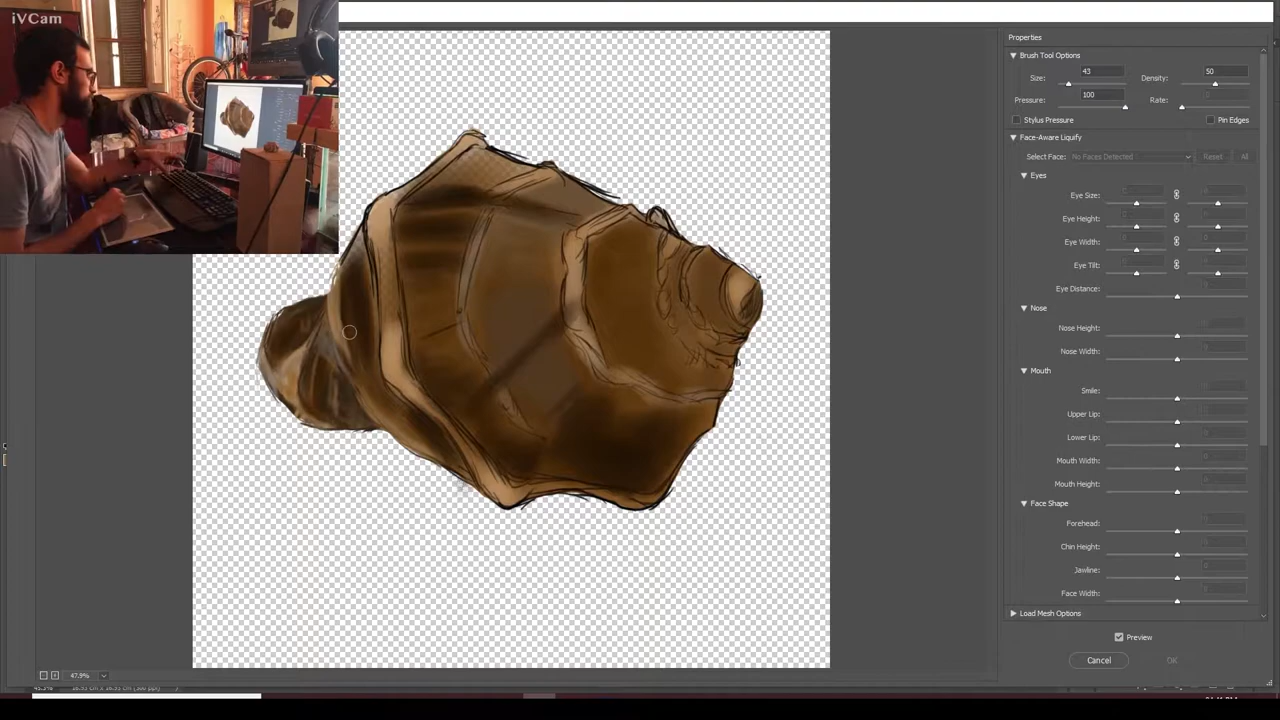 iVCam
Properties
Brush Tool Options
Size: 43 Density: 50
Pressure: 100 Rate:
Stylus Pressure Pin Edges
Face-Aware Liquify
Select Face: No Faces Detected Reset All
Eyes
Eye Size:
Eye Height:
Eye Width:
Eye Tilt:
Eye Distance:
Nose
Nose Height:
Nose Width:
Mouth
Smile:
Upper Lip:
Lower Lip:
Mouth Width:
Mouth Height:
Face Shape
Forehead:
Chin Height:
Jawline:
Face Width:
Load Mesh Options
Preview
Cancel OK
47.9%